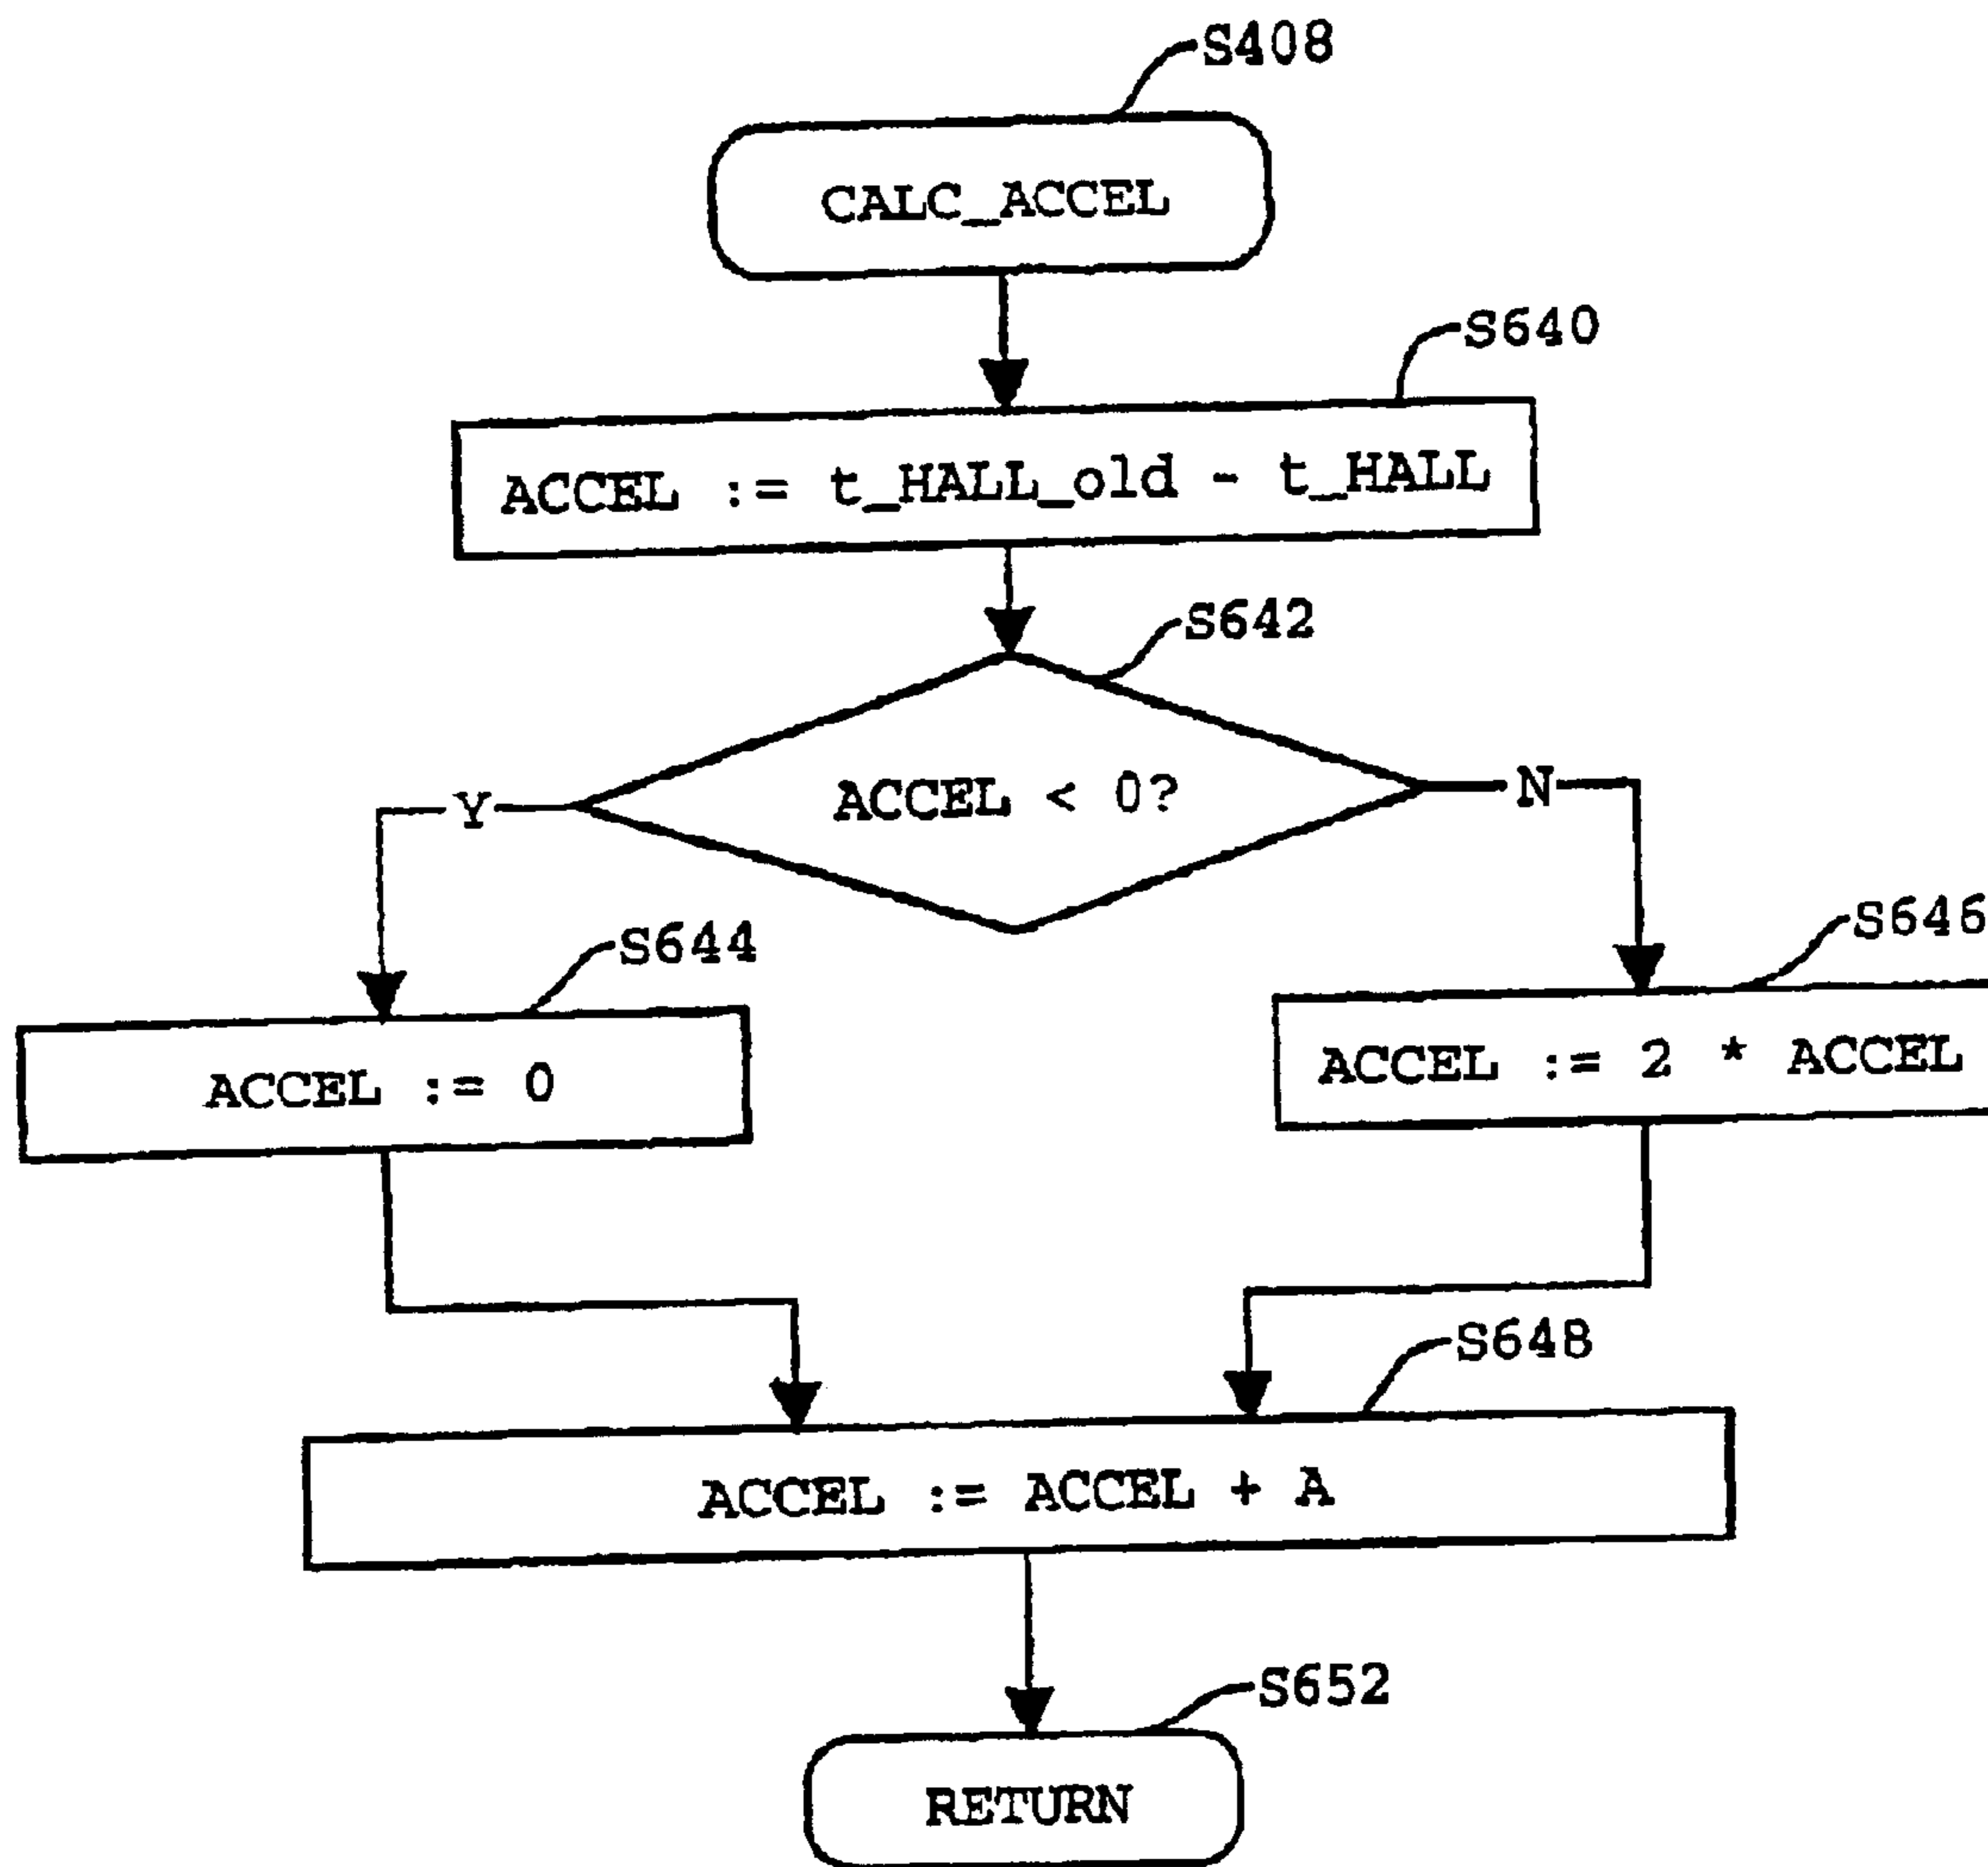 S408
CALC_ACCEL
S640
ACCEL := t_HALL_old - t_HALL
S642
ACCEL < 0?
Y
N
S644
S646
ACCEL := 0
ACCEL := 2 * ACCEL
S648
ACCEL := ACCEL + A
S652
RETURN